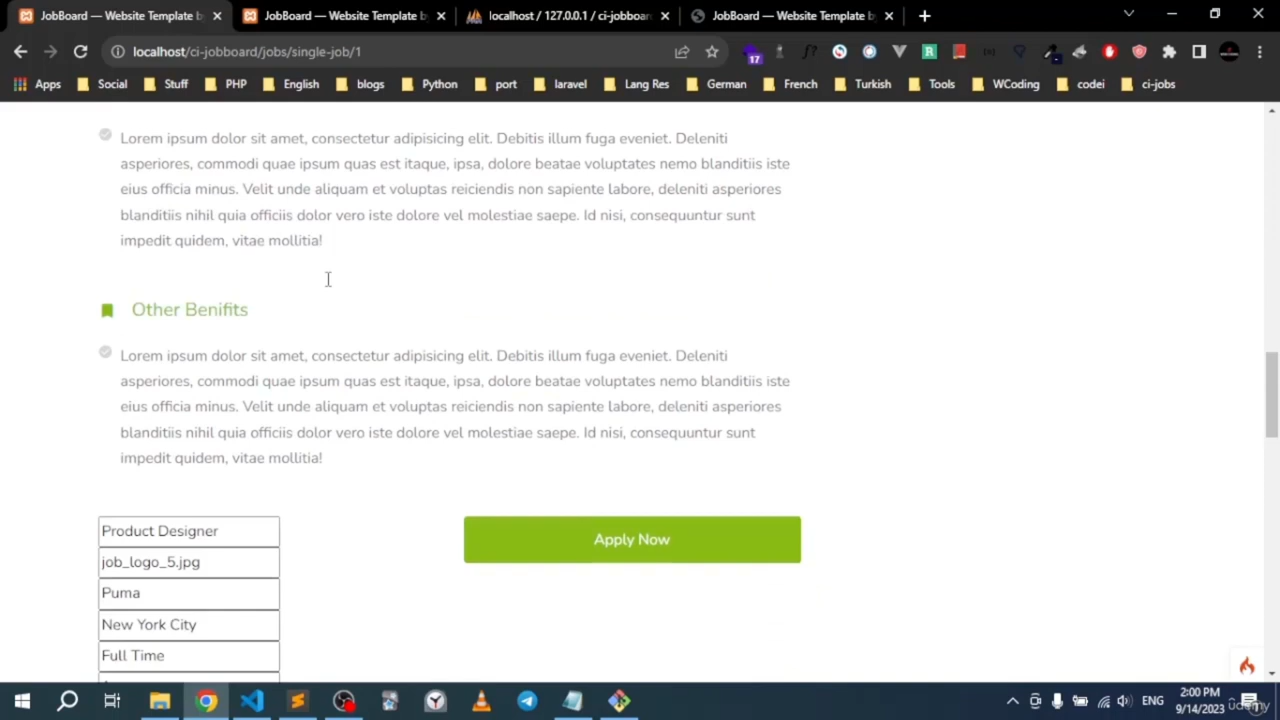 JobBoard — Website Template b
JobBoard — Website Template b
localhost / 127.0.0.1 / ci-jobboar
JobBoard — Website Template b
localhost/ci-jobboard/jobs/single-job/1
17
Apps
Social
Stuff
PHP
English
blogs
Python
port
laravel
Lang Res
German
French
Turkish
Tools
WCoding
codei
ci-jobs
Lorem ipsum dolor sit amet, consectetur adipisicing elit. Debitis illum fuga eveniet. Deleniti
asperiores, commodi quae ipsum quas est itaque, ipsa, dolore beatae voluptates nemo blanditiis iste
eius officia minus. Velit unde aliquam et voluptas reiciendis non sapiente labore, deleniti asperiores
blanditiis nihil quia officiis dolor vero iste dolore vel molestiae saepe. Id nisi, consequuntur sunt
impedit quidem, vitae mollitia!
Other Benifits
Lorem ipsum dolor sit amet, consectetur adipisicing elit. Debitis illum fuga eveniet. Deleniti
asperiores, commodi quae ipsum quas est itaque, ipsa, dolore beatae voluptates nemo blanditiis iste
eius officia minus. Velit unde aliquam et voluptas reiciendis non sapiente labore, deleniti asperiores
blanditiis nihil quia officiis dolor vero iste dolore vel molestiae saepe. Id nisi, consequuntur sunt
impedit quidem, vitae mollitia!
Product Designer
job_logo_5.jpg
Puma
New York City
Full Time
Apply Now
ENG
2:00 PM
9/14/2023
udemy